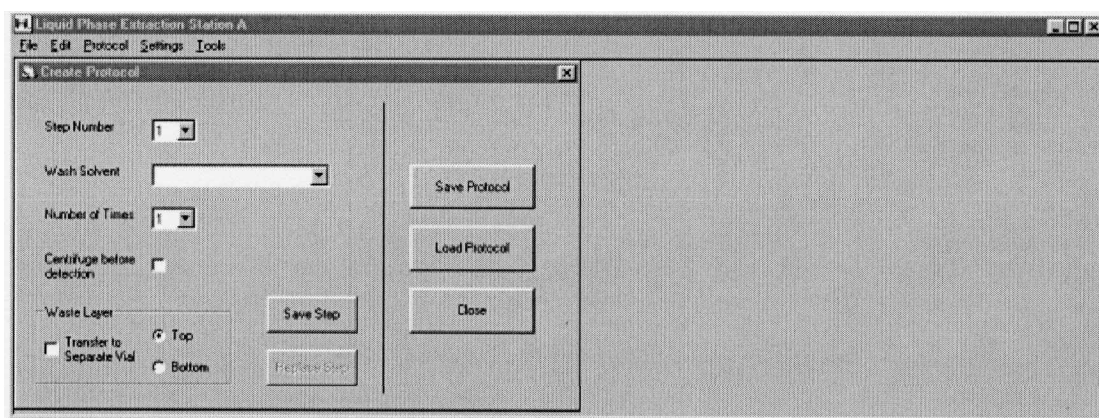 Liquid Phase Extraction Station A
File Edit Protocol Settings Tools
Create Protocol
Step Number 1
Wash Solvent
Number of Times 1
Centrifuge before
detection
Waste Layer
Transfer to
Separate Vial
Top
Bottom
Save Step
Replace Step
Save Protocol
Load Protocol
Close